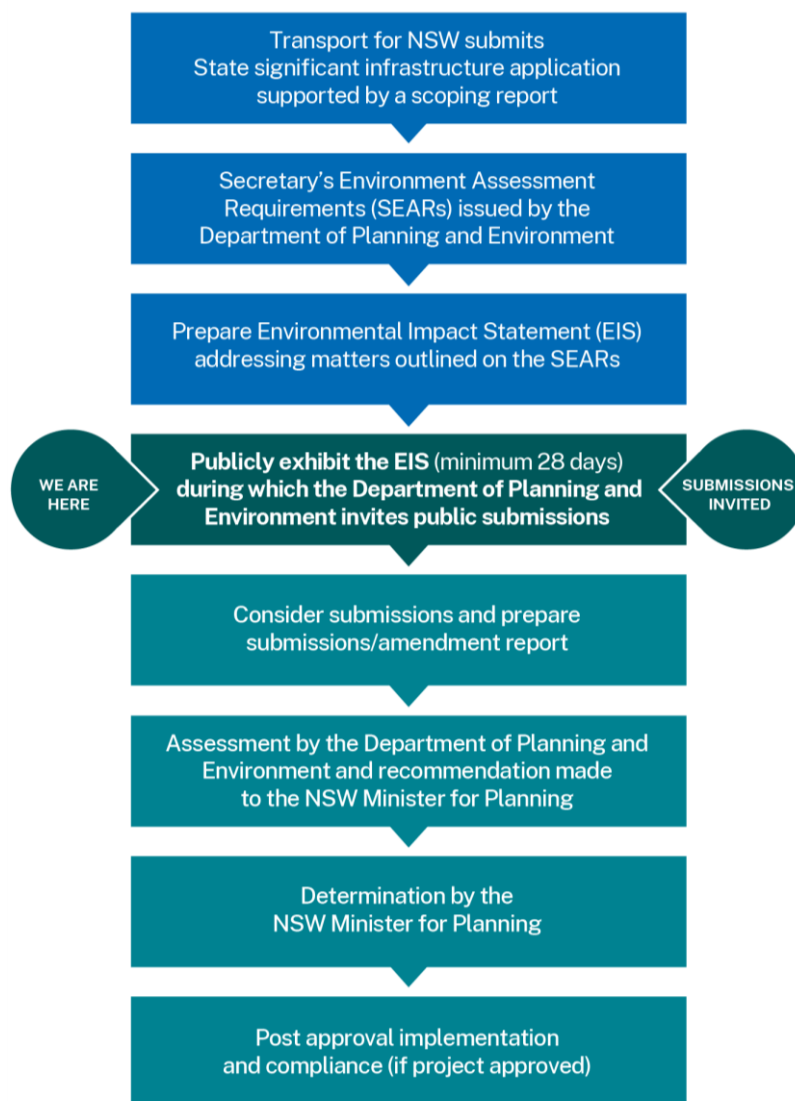 Transport for NSW submits
State significant infrastructure application
supported by a scoping report
Secretary's Environment Assessment
Requirements (SEARs) issued by the
Department of Planning and Environment
Prepare Environmental Impact Statement (EIS)
addressing matters outlined on the SEARs
WE ARE
HERE
Publicly exhibit the EIS (minimum 28 days)
during which the Department of Planning and
Environment invites public submissions
SUBMISSIONS
INVITED
Consider submissions and prepare
submissions/amendment report
Assessment by the Department of Planning and
Environment and recommendation made
to the NSW Minister for Planning
Determination by the
NSW Minister for Planning
Post approval implementation
and compliance (if project approved)